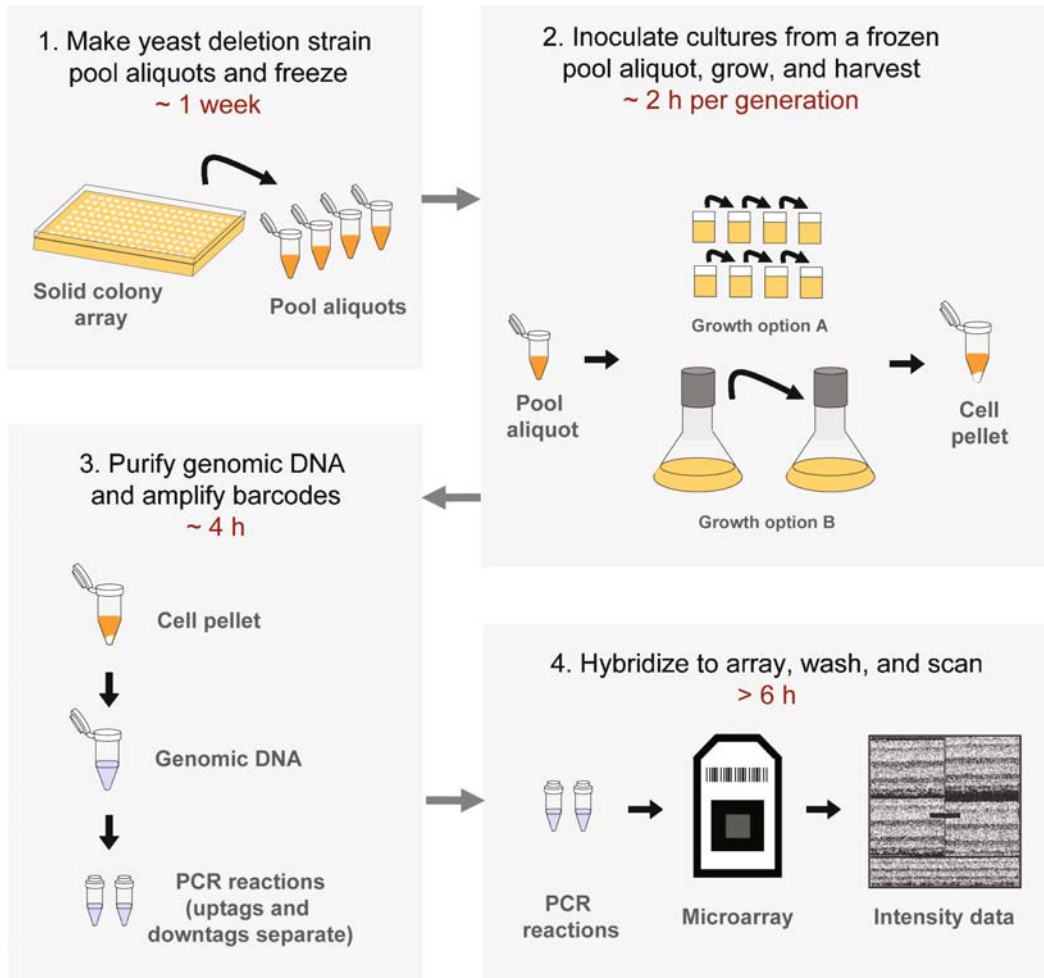 1. Make yeast deletion strain
pool aliquots and freeze
~ 1 week
Solid colony
array
Pool aliquots
2. Inoculate cultures from a frozen
pool aliquot, grow, and harvest
~ 2 h per generation
Growth option A
Pool
aliquot
Cell
pellet
Growth option B
3. Purify genomic DNA
and amplify barcodes
~ 4 h
Cell pellet
Genomic DNA
PCR reactions
(uptags and
downtags separate)
4. Hybridize to array, wash, and scan
> 6 h
PCR
reactions
Microarray
Intensity data